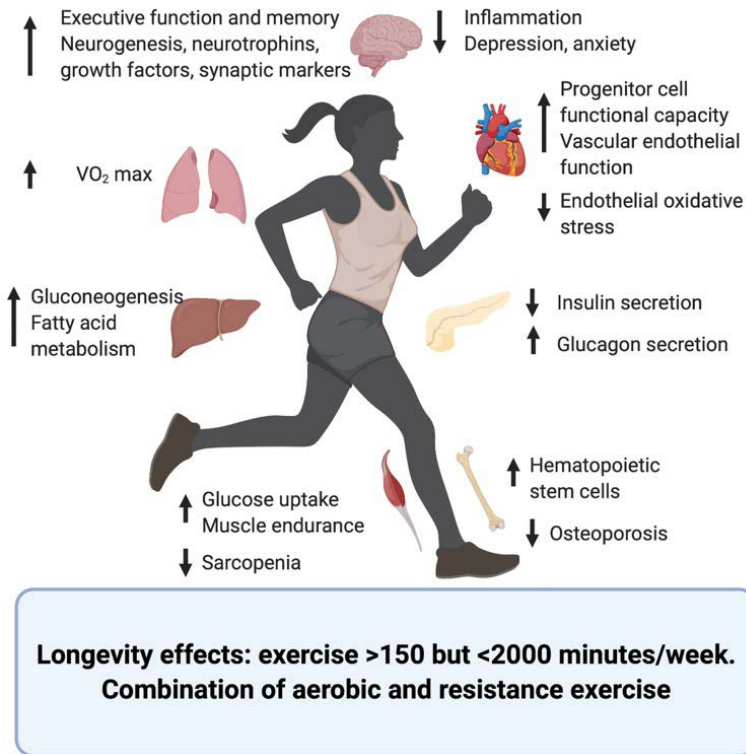 Executive function and memory
Neurogenesis, neurotrophins,
growth factors, synaptic markers
Inflammation
Depression, anxiety
Progenitor cell
functional capacity
Vascular endothelial
function
Endothelial oxidative
stress
VO₂ max
Gluconeogenesis
Fatty acid
metabolism
Insulin secretion
Glucagon secretion
Glucose uptake
Muscle endurance
Sarcopenia
Hematopoietic
stem cells
Osteoporosis
Longevity effects: exercise >150 but <2000 minutes/week.
Combination of aerobic and resistance exercise